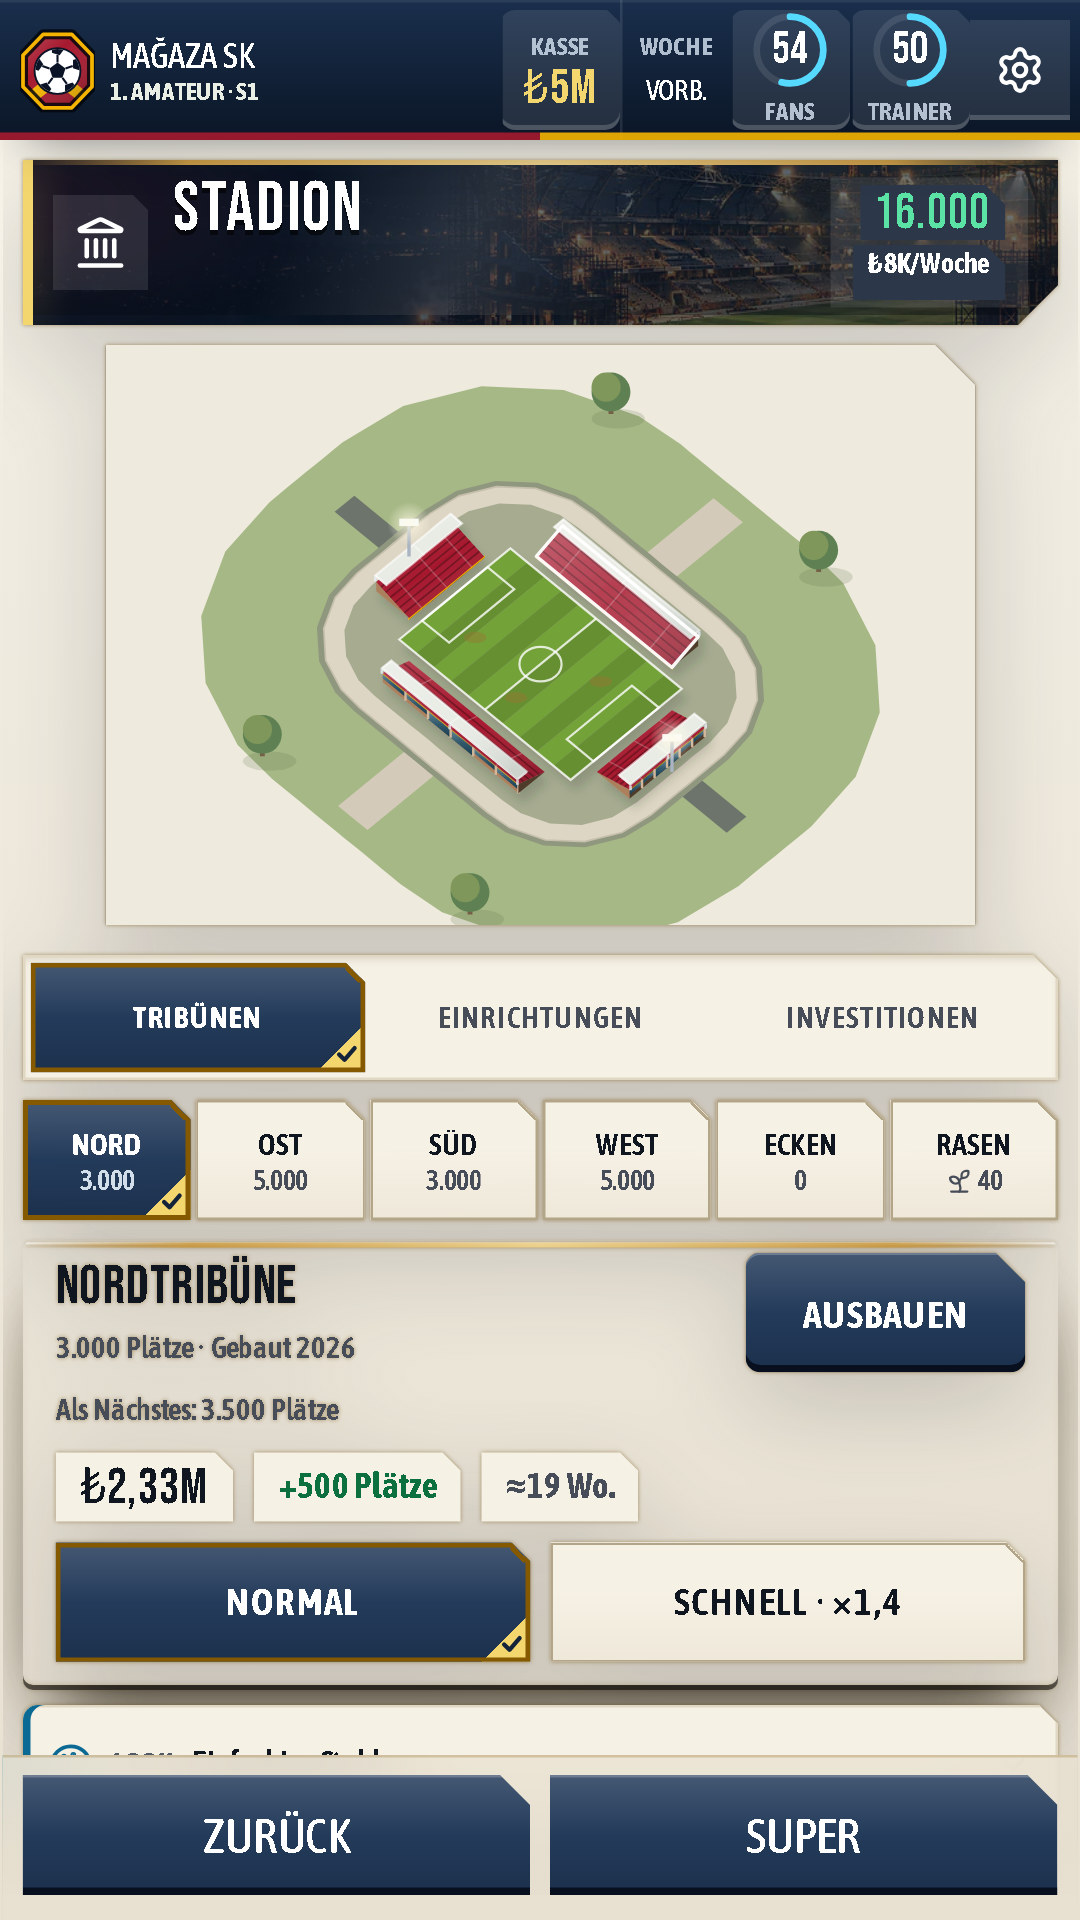 MAĞAZA SK
1. AMATEUR · S1
KASSE
₺5M
WOCHE
VORB.
54
FANS
50
TRAINER
STADION
16.000
₺8K/Woche
TRIBÜNEN
EINRICHTUNGEN
INVESTITIONEN
NORD
3.000
OST
5.000
SÜD
3.000
WEST
5.000
ECKEN
0
RASEN
40
NORDTRIBÜNE
AUSBAUEN
3.000 Plätze · Gebaut 2026
Als Nächstes: 3.500 Plätze
₺2,33M
+500 Plätze
≈19 Wo.
NORMAL
SCHNELL · ×1,4
ZURÜCK
SUPER